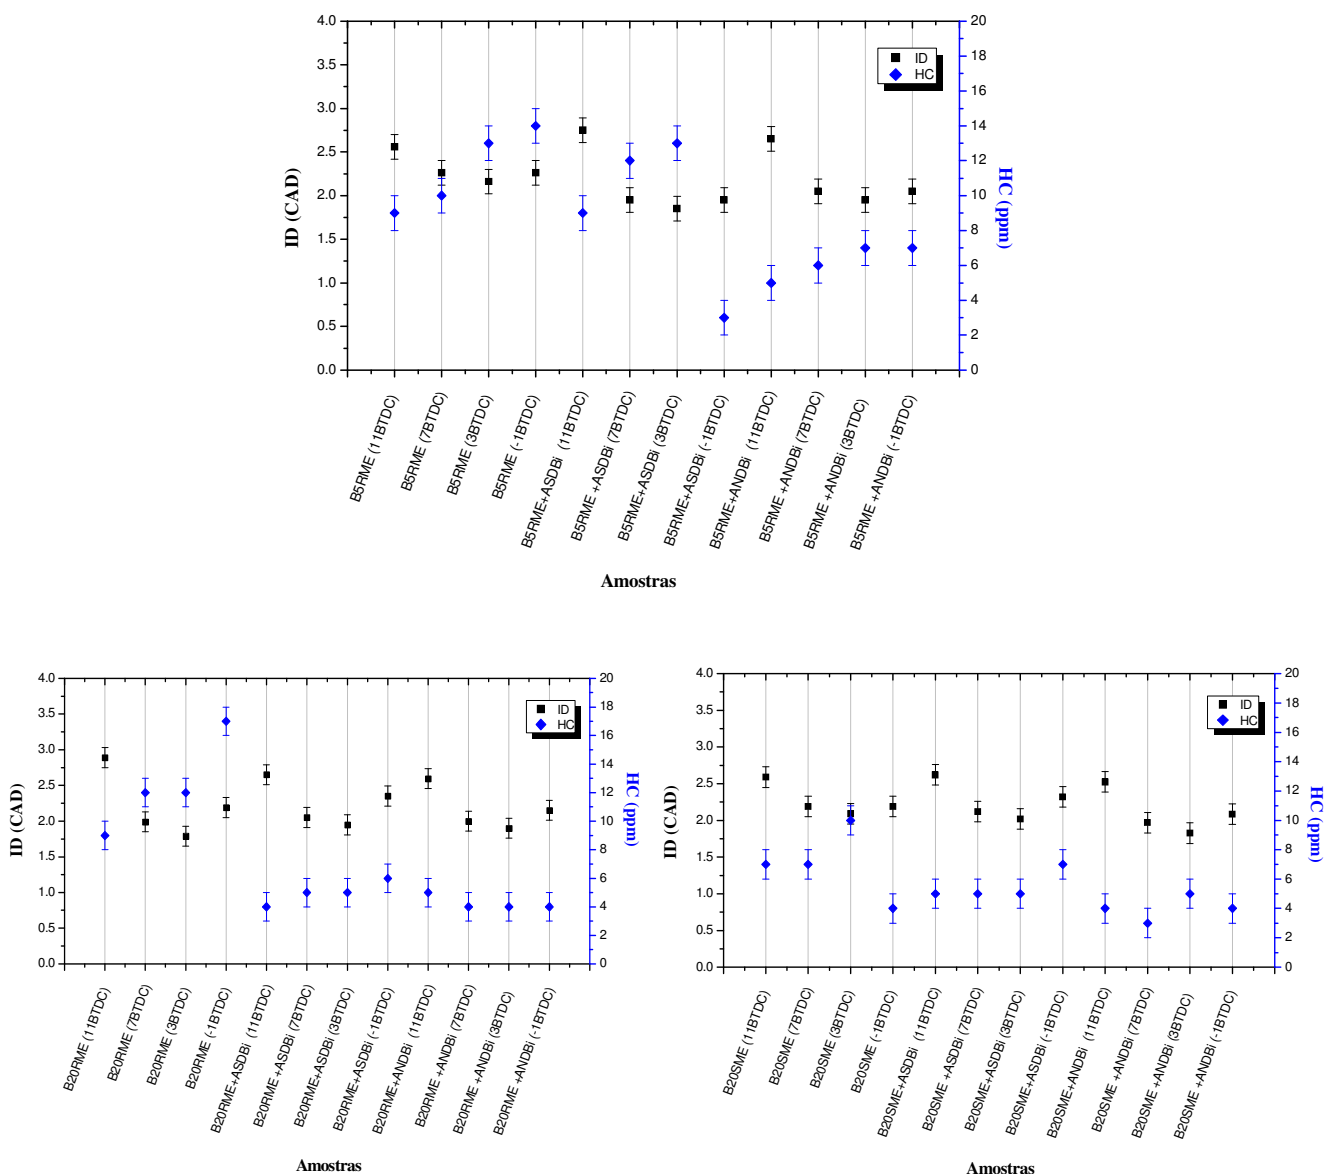 4.0
3.5
3.0
2.5
2.0
1.5
1.0
0.5
0.0
ID (CAD)
20
18
16
14
12
10
8
6
4
2
0
HC (ppm)
ID
HC
B5RME (11BTDC)
B5RME (7BTDC)
B5RME (3BTDC)
B5RME (-1BTDC)
B5RME+ASDBi (11BTDC)
B5RME +ASDBi (7BTDC)
B5RME+ASDBi (3BTDC)
B5RME+ASDBi (-1BTDC)
B5RME+ANDBi (11BTDC)
B5RME +ANDBi (7BTDC)
B5RME +ANDBi (3BTDC)
B5RME +ANDBi (-1BTDC)
Amostras
4.0
3.5
3.0
2.5
2.0
1.5
1.0
0.5
0.0
ID (CAD)
20
18
16
14
12
10
8
6
4
2
0
HC (ppm)
ID
HC
B20RME (11BTDC)
B20RME (7BTDC)
B20RME (3BTDC)
B20RME (-1BTDC)
B20RME+ASDBi (11BTDC)
B20RME +ASDBi (7BTDC)
B20RME+ASDBi (3BTDC)
B20RME+ASDBi (-1BTDC)
B20RME+ANDBi (11BTDC)
B20RME +ANDBi (7BTDC)
B20RME +ANDBi (3BTDC)
B20RME +ANDBi (-1BTDC)
Amostras
4.0
3.5
3.0
2.5
2.0
1.5
1.0
0.5
0.0
ID (CAD)
20
18
16
14
12
10
8
6
4
2
0
HC (ppm)
ID
HC
B20SME (11BTDC)
B20SME (7BTDC)
B20SME (3BTDC)
B20SME (-1BTDC)
B20SME+ASDBi (11BTDC)
B20SME +ASDBi (7BTDC)
B20SME+ASDBi (3BTDC)
B20SME+ASDBi (-1BTDC)
B20SME+ANDBi (11BTDC)
B20SME +ANDBi (7BTDC)
B20SME +ANDBi (3BTDC)
B20SME +ANDBi (-1BTDC)
Amostras